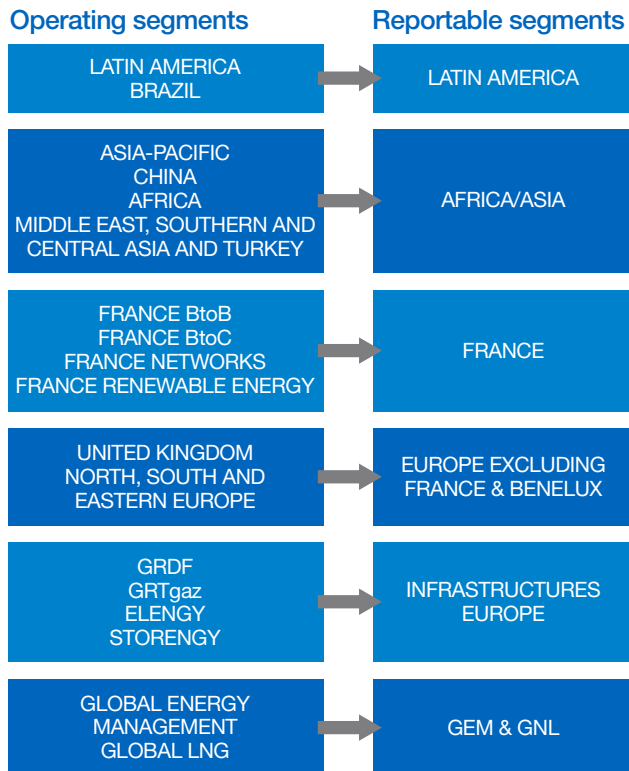 Operating segments
Reportable segments
LATIN AMERICA
BRAZIL
LATIN AMERICA
ASIA-PACIFIC
CHINA
AFRICA
MIDDLE EAST, SOUTHERN AND
CENTRAL ASIA AND TURKEY
AFRICA/ASIA
FRANCE BtoB
FRANCE BtoC
FRANCE NETWORKS
FRANCE RENEWABLE ENERGY
FRANCE
UNITED KINGDOM
NORTH, SOUTH AND
EASTERN EUROPE
EUROPE EXCLUDING
FRANCE & BENELUX
GRDF
GRTgaz
ELENGY
STORENGY
INFRASTRUCTURES
EUROPE
GLOBAL ENERGY
MANAGEMENT
GLOBAL LNG
GEM & GNL